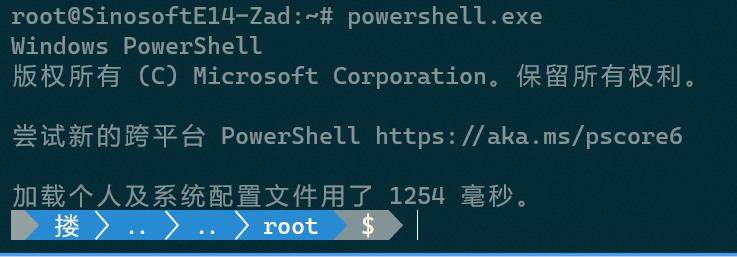 root@SinosoftE14-Zad:~# powershell.exe
Windows PowerShell
版权所有 (C) Microsoft Corporation。保留所有权利。
尝试新的跨平台 PowerShell https://aka.ms/pscore6
加载个人及系统配置文件用了 1254 毫秒。
搂 .. .. root $